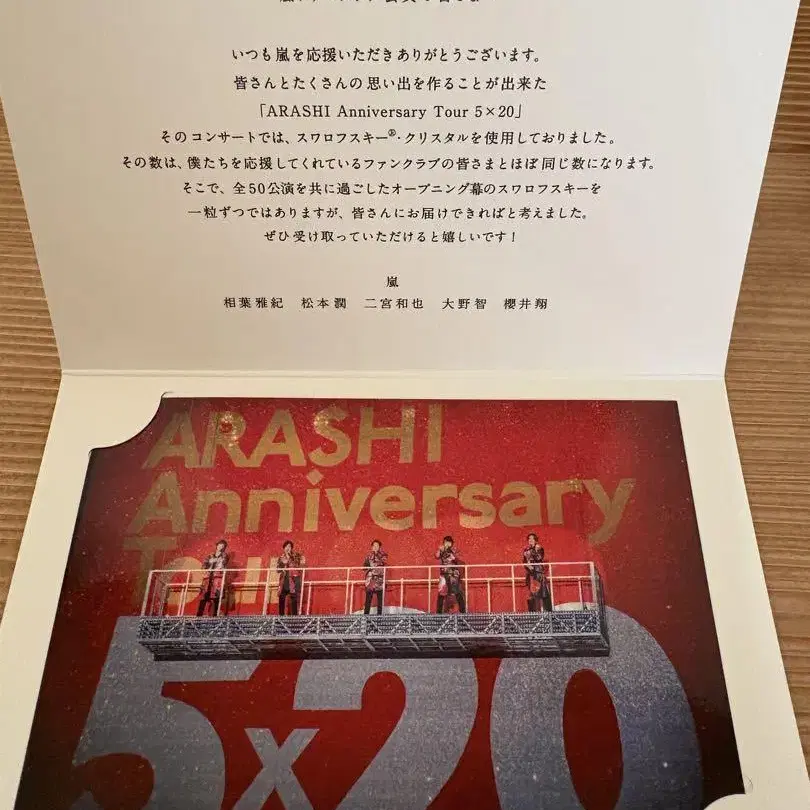 いつも嵐を応援いただきありがとうございます。
皆さんとたくさんの思い出を作ることが出来た
「ARASHI Anniversary Tour 5×20」
そのコンサートでは、スワロフスキー®・クリスタルを使用しておりました。
その数は、僕たちを応援してくれているファンクラブの皆さまとほぼ同じ数になります。
そこで、全50公演を共に過ごしたオープニング幕のスワロフスキーを
一粒ずつではありますが、皆さんにお届けできればと考えました。
ぜひ受け取っていただけると嬉しいです！
嵐
相葉雅紀 松本潤 二宮和也 大野智 櫻井翔
ARASHI
Anniversary
Tour
5×20